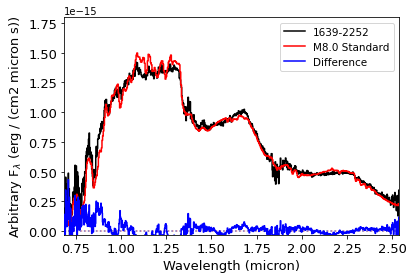 1e−15
1639-2252
M8.0 Standard
Difference
Arbitrary Fλ (erg / (cm2 micron s))
1.75
1.50
1.25
1.00
0.75
0.50
0.25
0.00
0.75 1.00 1.25 1.50 1.75 2.00 2.25 2.50
Wavelength (micron)